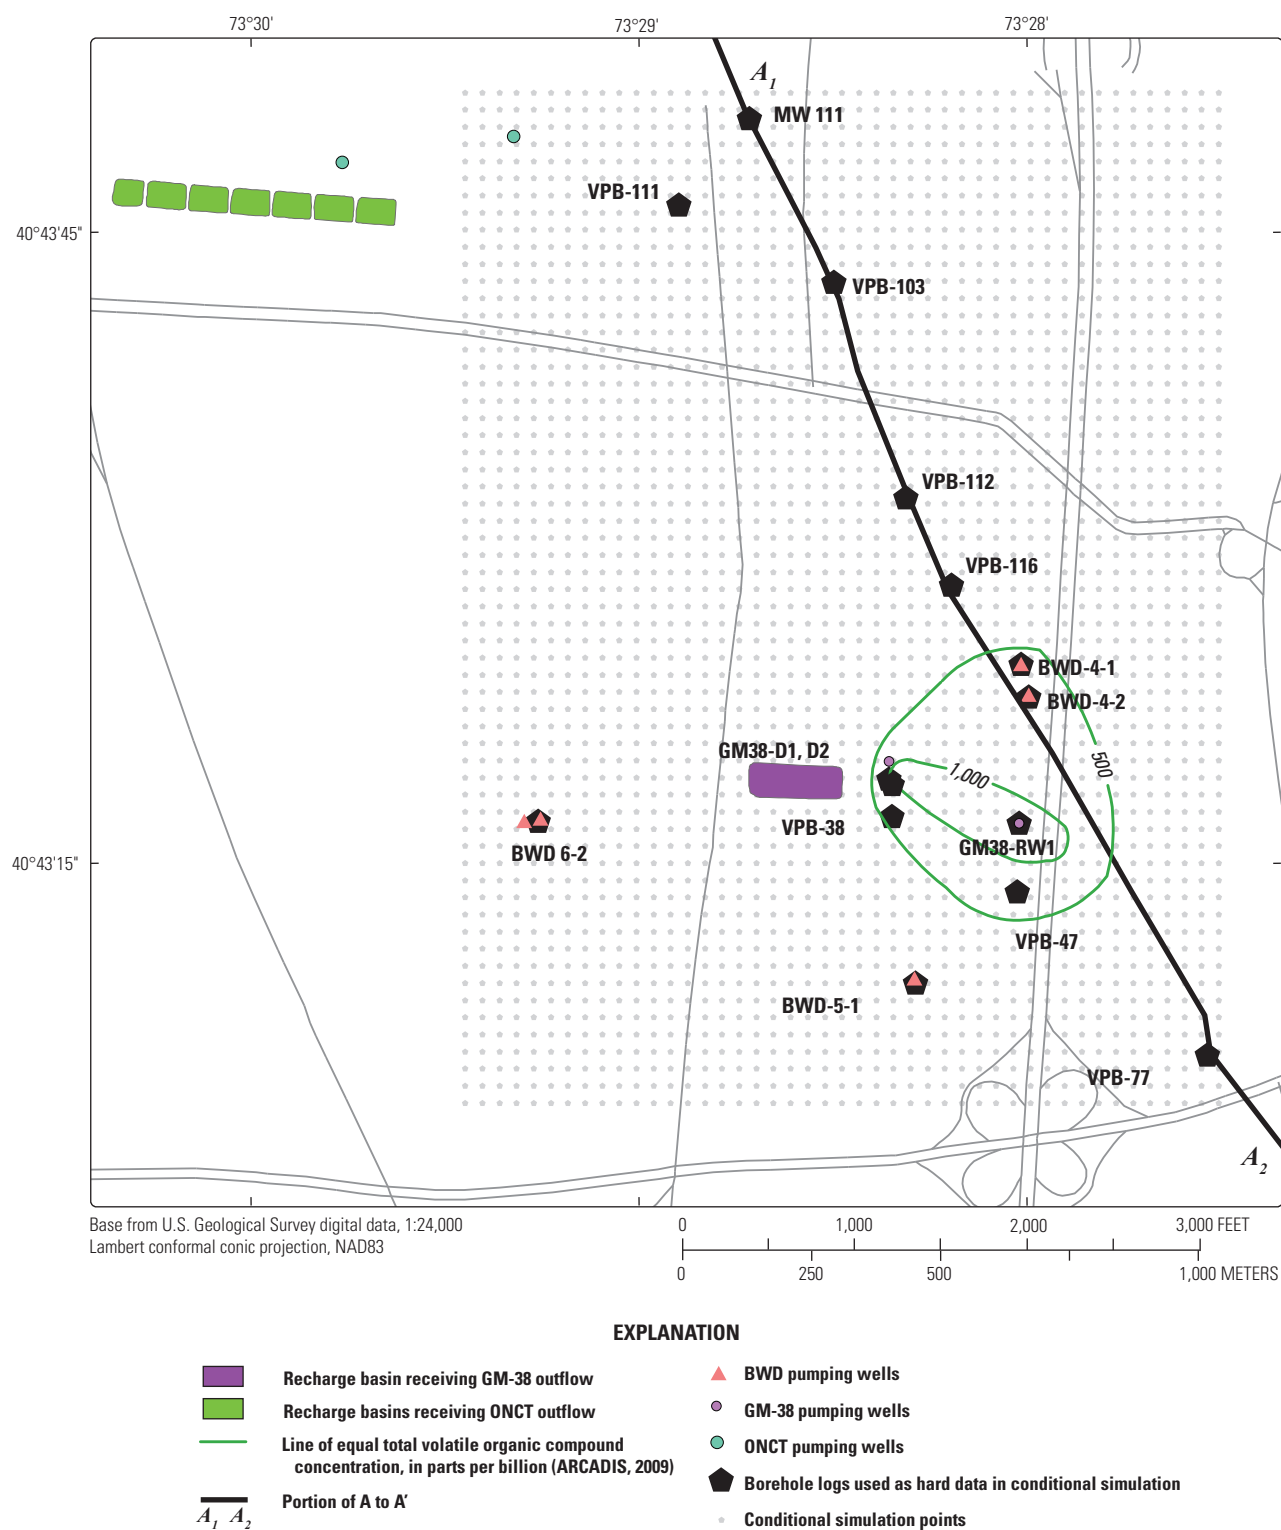 73°30'
73°29'
73°28'
A1
MW 111
VPB-111
40°43'45"
VPB-103
VPB-112
VPB-116
BWD-4-1
BWD-4-2
GM38-D1, D2
500
1,000
VPB-38
GM38-RW1
BWD 6-2
40°43'15"
VPB-47
BWD-5-1
VPB-77
A2
Base from U.S. Geological Survey digital data, 1:24,000
Lambert conformal conic projection, NAD83
0 1,000 2,000 3,000 FEET
0 250 500 1,000 METERS
EXPLANATION
Recharge basin receiving GM-38 outflow
Recharge basins receiving ONCT outflow
Line of equal total volatile organic compound
concentration, in parts per billion (ARCADIS, 2009)
Portion of A to A'
A1 A2
BWD pumping wells
GM-38 pumping wells
ONCT pumping wells
Borehole logs used as hard data in conditional simulation
Conditional simulation points